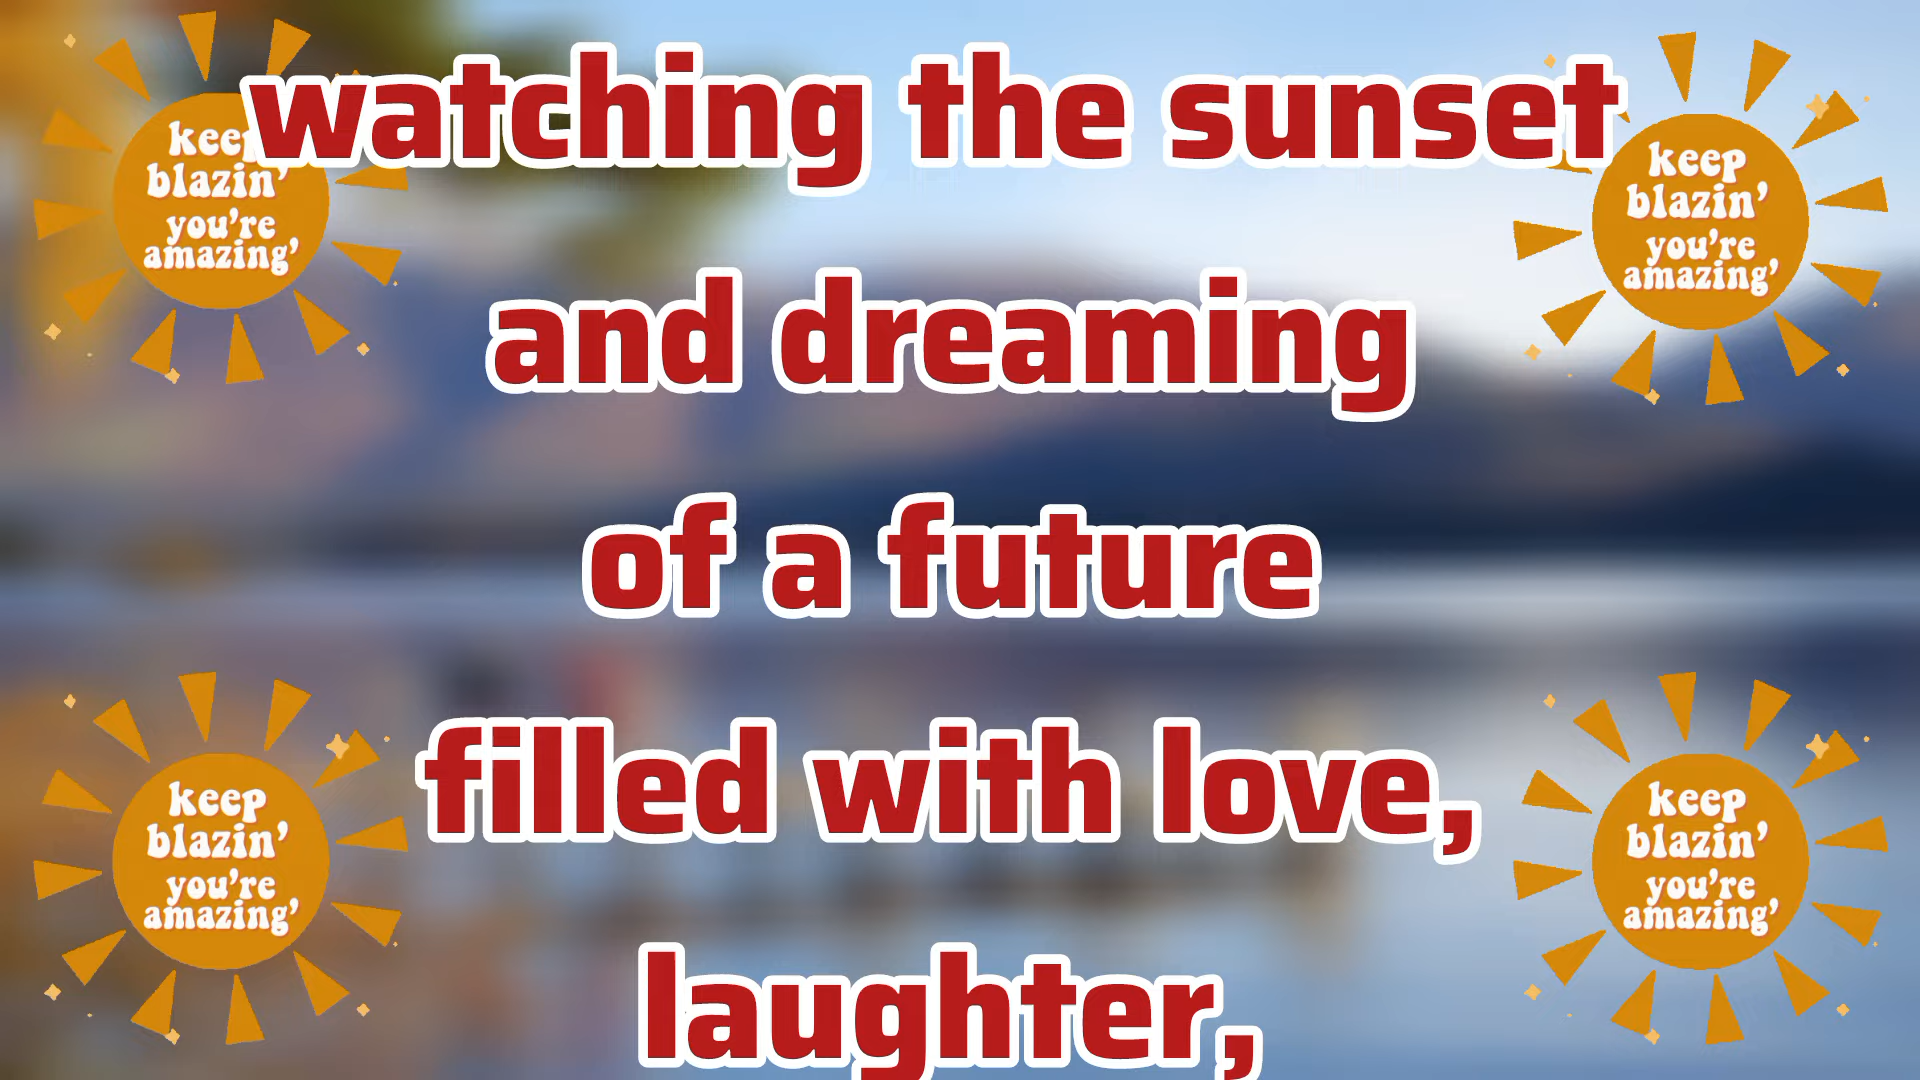 watching the sunset
and dreaming
of a future
filled with love,
laughter,
keep
blazin’
you’re
amazing’
keep
blazin’
you’re
amazing’
keep
blazin’
you’re
amazing’
keep
blazin’
you’re
amazing’